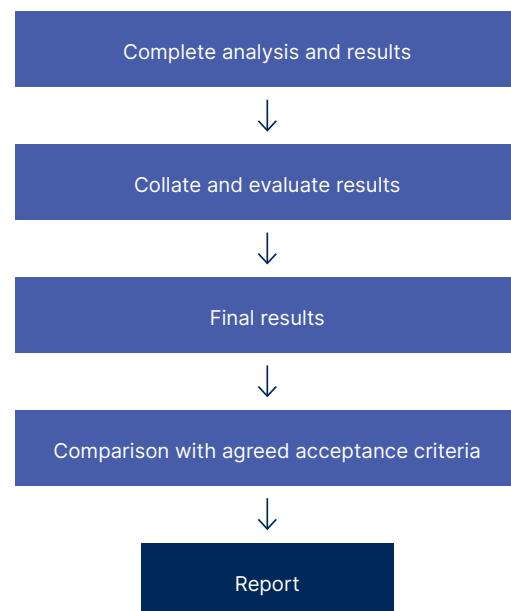 Complete analysis and results
Collate and evaluate results
Final results
Comparison with agreed acceptance criteria
Report